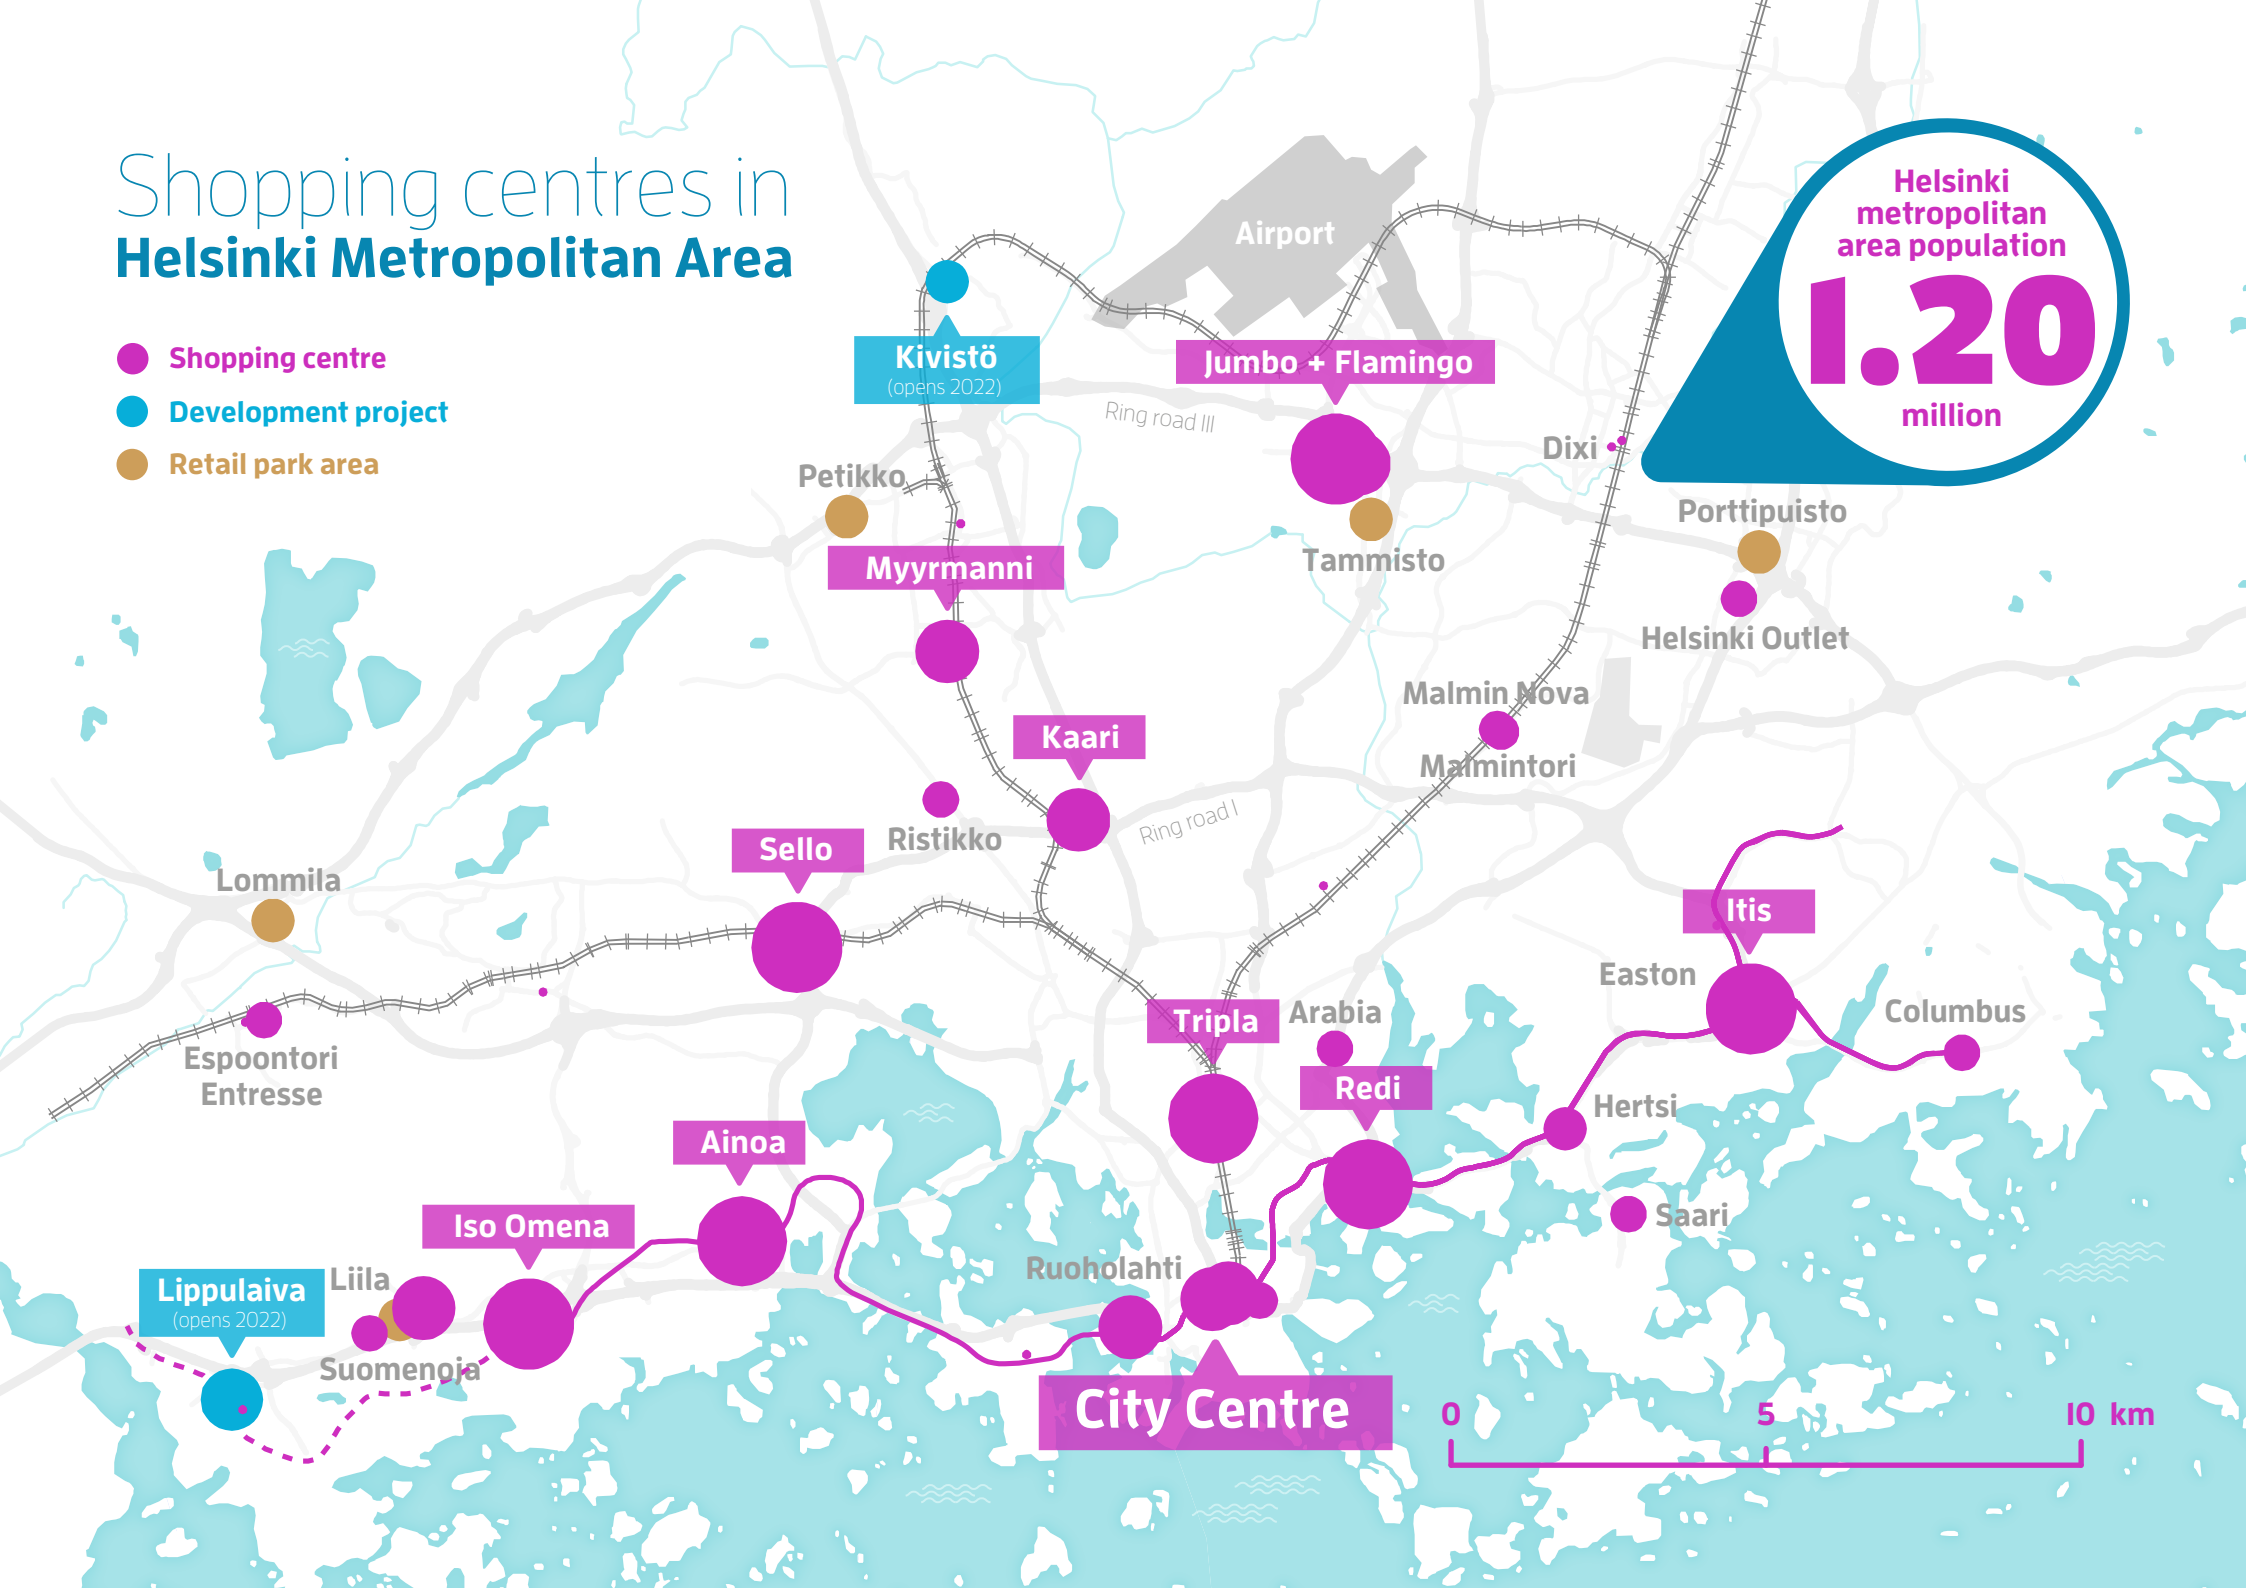 Shopping centres in
Helsinki Metropolitan Area
Shopping centre
Development project
Retail park area
Helsinki
metropolitan
area population
1.20
million
Airport
Kivistö
(opens 2022)
Jumbo + Flamingo
Ring road III
Dixi
Petikko
Porttipuisto
Tammisto
Myyrmanni
Helsinki Outlet
Malmin Nova
Kaari
Malmintori
Ring road I
Ristikko
Sello
Lommila
Itis
Easton
Columbus
Tripla
Arabia
Espoontori
Entresse
Redi
Hertsi
Ainoa
Saari
Iso Omena
Ruoholahti
Liila
Lippulaiva
(opens 2022)
Suomenoja
City Centre
0 5 10 km